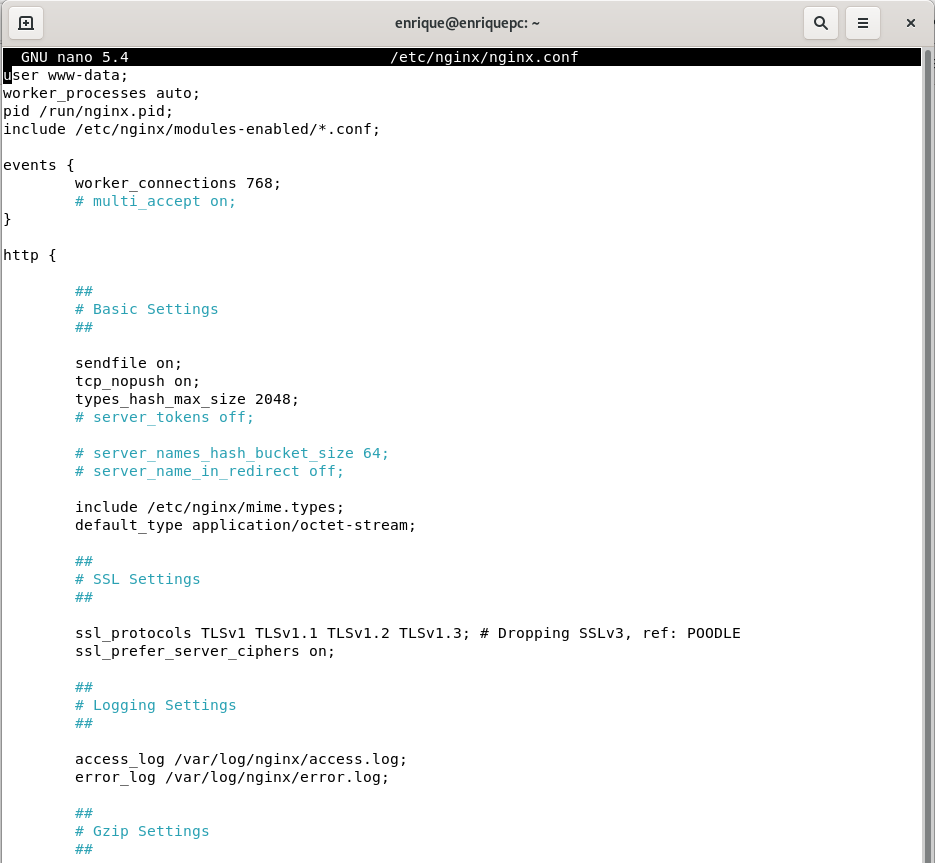 enrique@enriquepc: ~
GNU nano 5.4 /etc/nginx/nginx.conf
user www-data;
worker_processes auto;
pid /run/nginx.pid;
include /etc/nginx/modules-enabled/*.conf;
events {
worker_connections 768;
# multi_accept on;
}
http {
##
# Basic Settings
##
sendfile on;
tcp_nopush on;
types_hash_max_size 2048;
# server_tokens off;
# server_names_hash_bucket_size 64;
# server_name_in_redirect off;
include /etc/nginx/mime.types;
default_type application/octet-stream;
##
# SSL Settings
##
ssl_protocols TLSv1 TLSv1.1 TLSv1.2 TLSv1.3; # Dropping SSLv3, ref: POODLE
ssl_prefer_server_ciphers on;
##
# Logging Settings
##
access_log /var/log/nginx/access.log;
error_log /var/log/nginx/error.log;
##
# Gzip Settings
##